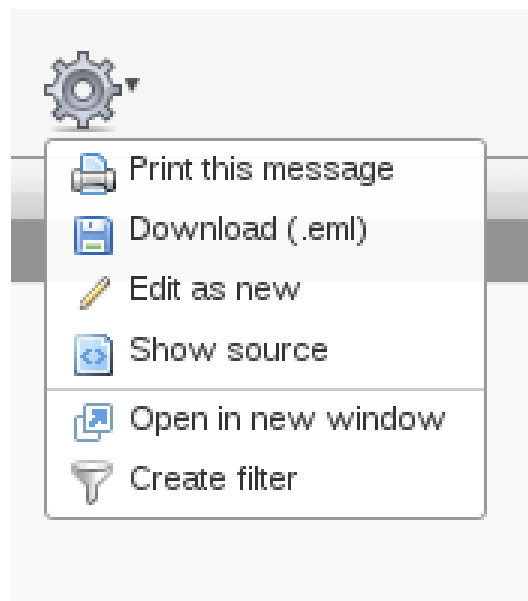 Print this message
Download (.eml)
Edit as new
Show source
Open in new window
Create filter